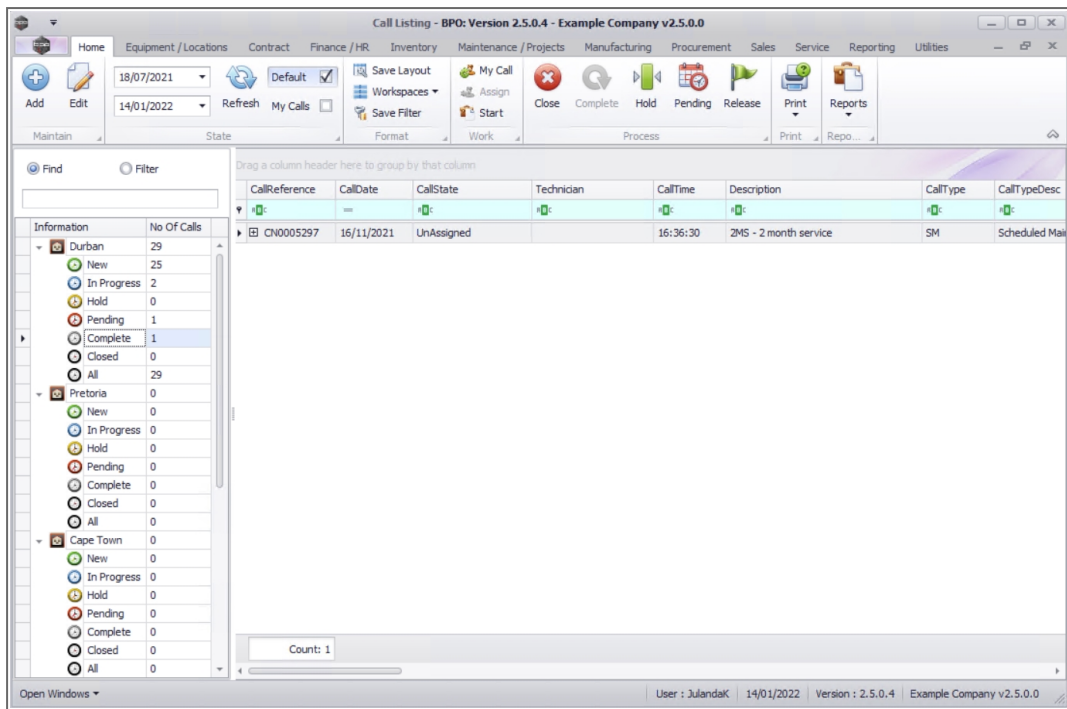 Call Listing - BPO: Version 2.5.0.4 - Example Company v2.5.0.0
Home Equipment / Locations Contract Finance / HR Inventory Maintenance / Projects Manufacturing Procurement Sales Service Reporting Utilities
18/07/2021 Default Save Layout My Call
Workspaces Assign
Add Edit 14/01/2022 Refresh My Calls Save Filter Start Close Complete Hold Pending Release Print Reports
Maintain State Format Work Process Print Repo...
Find Filter
Drag a column header here to group by that column
CallReference CallDate CallState Technician CallTime Description CallType CallTypeDesc
CN0005297 16/11/2021 UnAssigned 16:36:30 2MS - 2 month service SM Scheduled Mai
Information No Of Calls
Durban 29
New 25
In Progress 2
Hold 0
Pending 1
Complete 1
Closed 0
All 29
Pretoria 0
New 0
In Progress 0
Hold 0
Pending 0
Complete 0
Closed 0
All 0
Cape Town 0
New 0
In Progress 0
Hold 0
Pending 0
Complete 0
Closed 0
All 0
Count: 1
Open Windows User : JulandaK 14/01/2022 Version : 2.5.0.4 Example Company v2.5.0.0